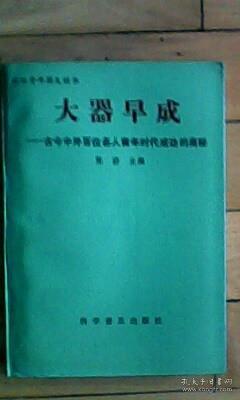 大器早成
——古今中外百位名人青年时代成功的奥秘
主编
科学普及出版社